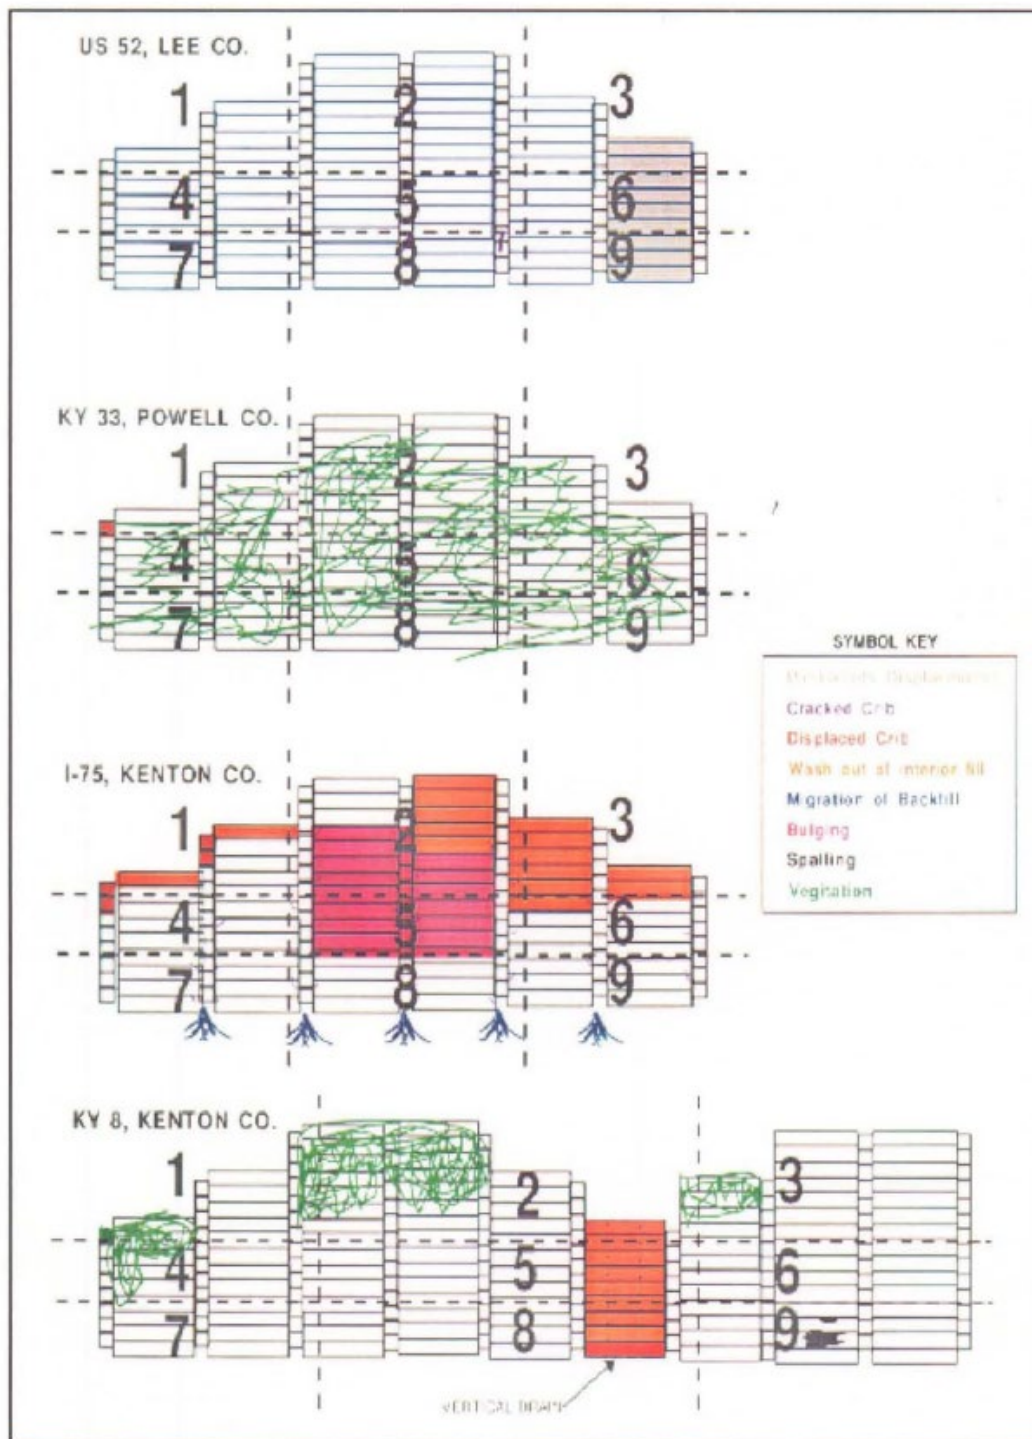 US 52, LEE CO.
1 2 3
4 5 6
7 8 9
KY 33, POWELL CO.
1 2 3
4 5 6
7 8 9
SYMBOL KEY
Displacement
Cracked Crib
Displaced Crib
Wash out of Interior fill
Migration of Backfill
Bulging
Spalling
Vegitation
I-75, KENTON CO.
1 2 3
4 5 6
7 8 9
KY 8, KENTON CO.
1 2 3
4 5 6
7 8 9
VERTICAL DRAIN